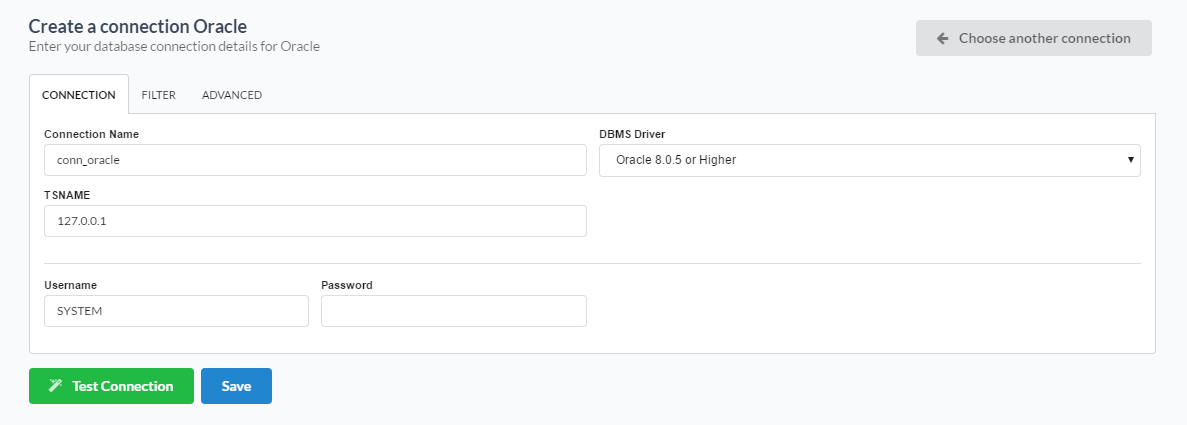 Create a connection Oracle
Enter your database connection details for Oracle
Choose another connection
CONNECTION FILTER ADVANCED
Connection Name DBMS Driver
conn_oracle Oracle 8.0.5 or Higher
TSNAME
127.0.0.1
Username Password
SYSTEM
Test Connection Save